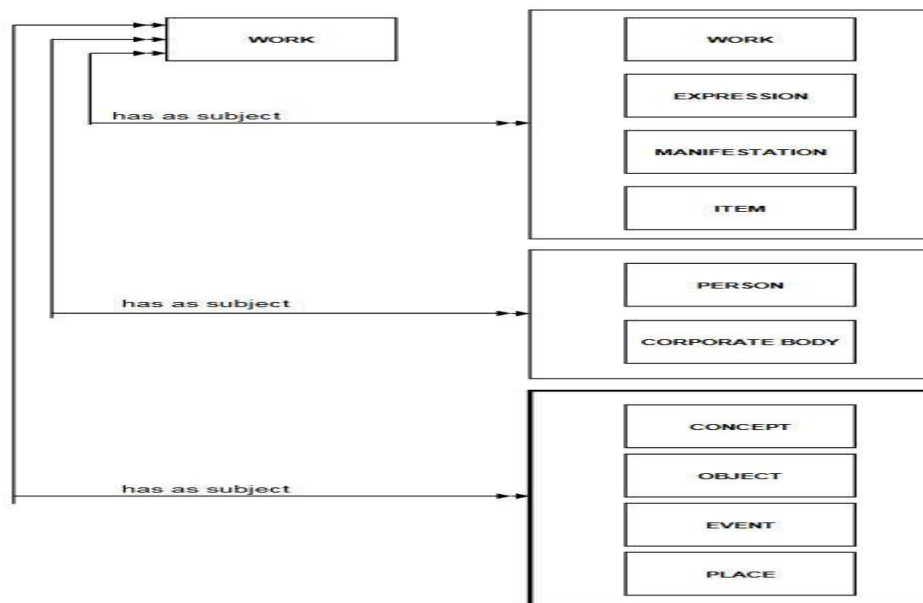 WORK
WORK
EXPRESSION
has as subject
MANIFESTATION
ITEM
PERSON
has as subject
CORPORATE BODY
CONCEPT
OBJECT
has as subject
EVENT
PLACE